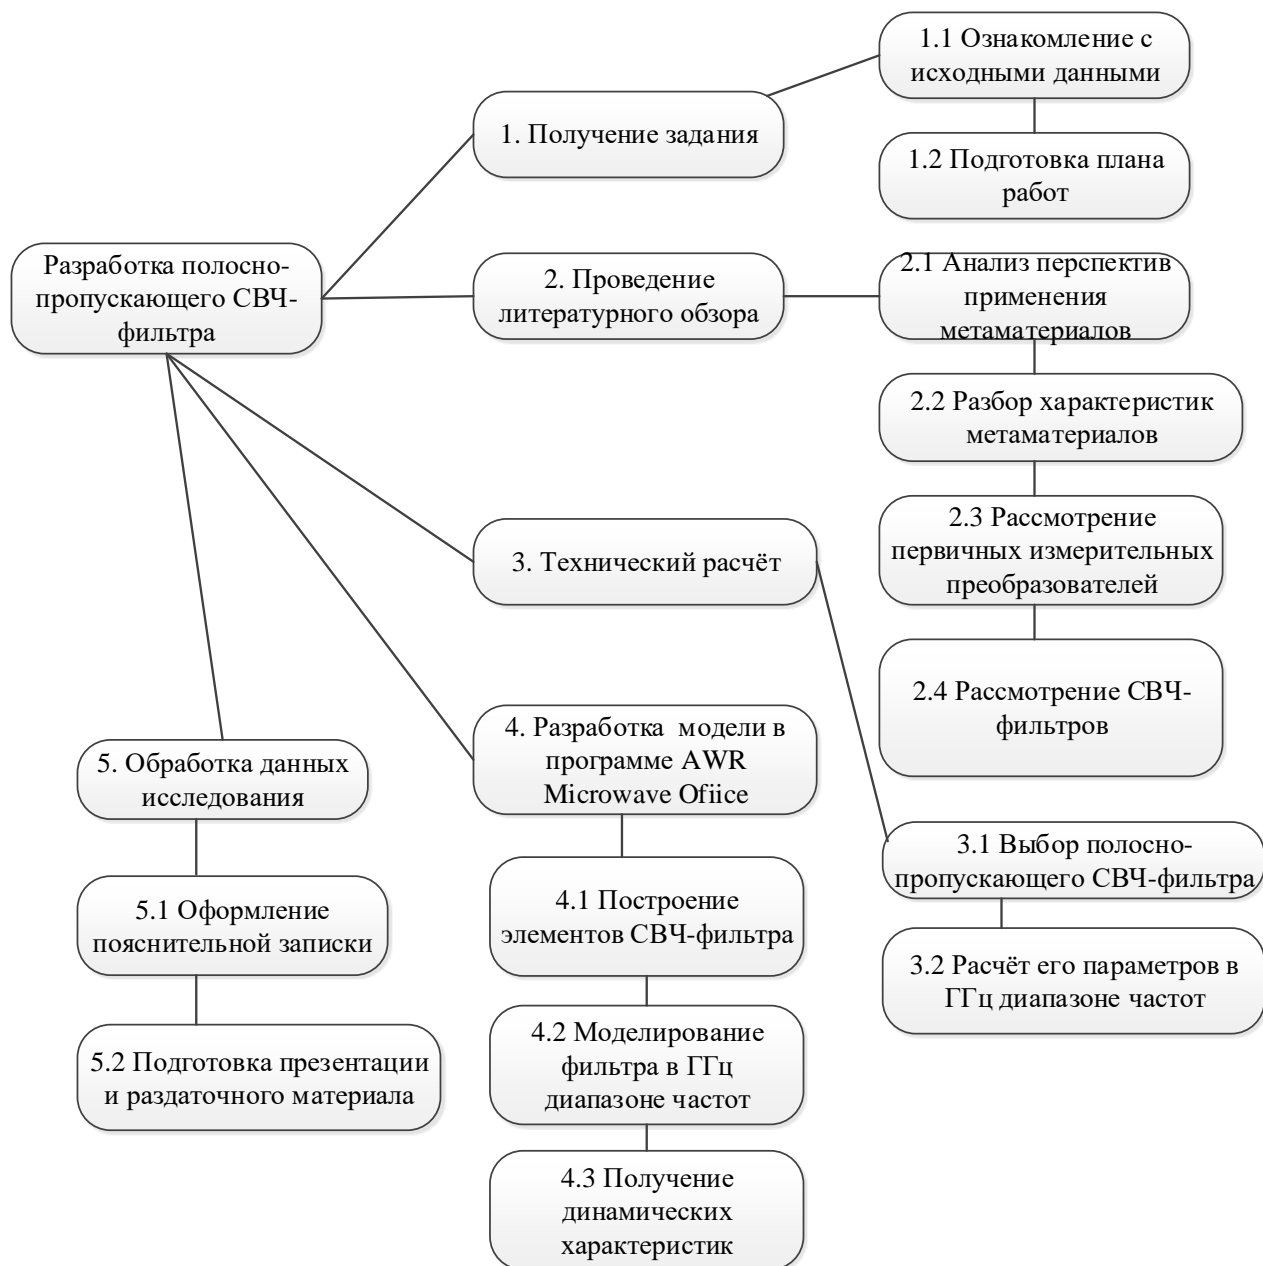 Разработка полосно-
пропускающего СВЧ-
фильтра
1. Получение задания
1.1 Ознакомление с
исходными данными
1.2 Подготовка плана
работ
2. Проведение
литературного обзора
2.1 Анализ перспектив
применения
метаматериалов
2.2 Разбор характеристик
метаматериалов
2.3 Рассмотрение
первичных измерительных
преобразователей
2.4 Рассмотрение СВЧ-
фильтров
3. Технический расчёт
3.1 Выбор полосно-
пропускающего СВЧ-фильтра
3.2 Расчёт его параметров в
ГГц диапазоне частот
4. Разработка  модели в
программе AWR
Microwave Ofiice
4.1 Построение
элементов СВЧ-фильтра
4.2 Моделирование
фильтра в ГГц
диапазоне частот
4.3 Получение
динамических
характеристик
5. Обработка данных
исследования
5.1 Оформление
пояснительной записки
5.2 Подготовка презентации
и раздаточного материала